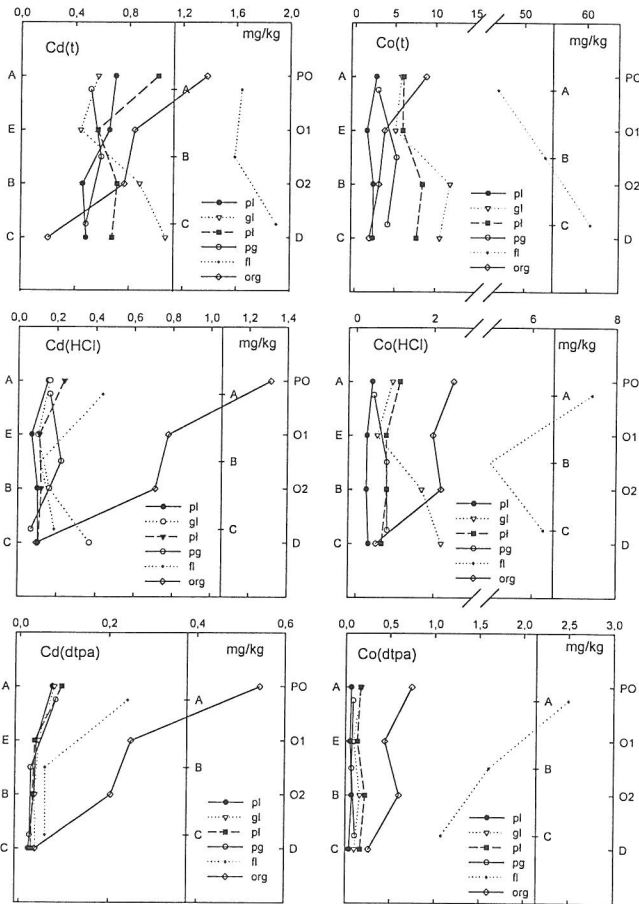 0,0 0,4 0,8 1,2 1,6 2,0
Cd(t)
mg/kg
A
E
B
C
A
B
C
PO
O1
O2
D
pl
gl
pł
pg
fl
org
0 5 10 15 50 60
Co(t)
mg/kg
A
E
B
C
A
B
C
PO
O1
O2
D
pl
gl
pł
pg
fl
org
0,0 0,2 0,4 0,6 0,8 1,0 1,2 1,4
Cd(HCl)
mg/kg
A
E
B
C
A
B
C
PO
O1
O2
D
pl
gl
pł
pg
fl
org
0 2 6 8
Co(HCl)
mg/kg
A
E
B
C
A
B
C
PO
O1
O2
D
pl
gl
pł
pg
fl
org
0,0 0,2 0,4 0,6
Cd(dtpa)
mg/kg
A
E
B
C
A
B
C
PO
O1
O2
D
pl
gl
pł
pg
fl
org
0,0 0,5 1,0 1,5 2,0 2,5 3,0
Co(dtpa)
mg/kg
A
E
B
C
A
B
C
PO
O1
O2
D
pl
gl
pł
pg
fl
org